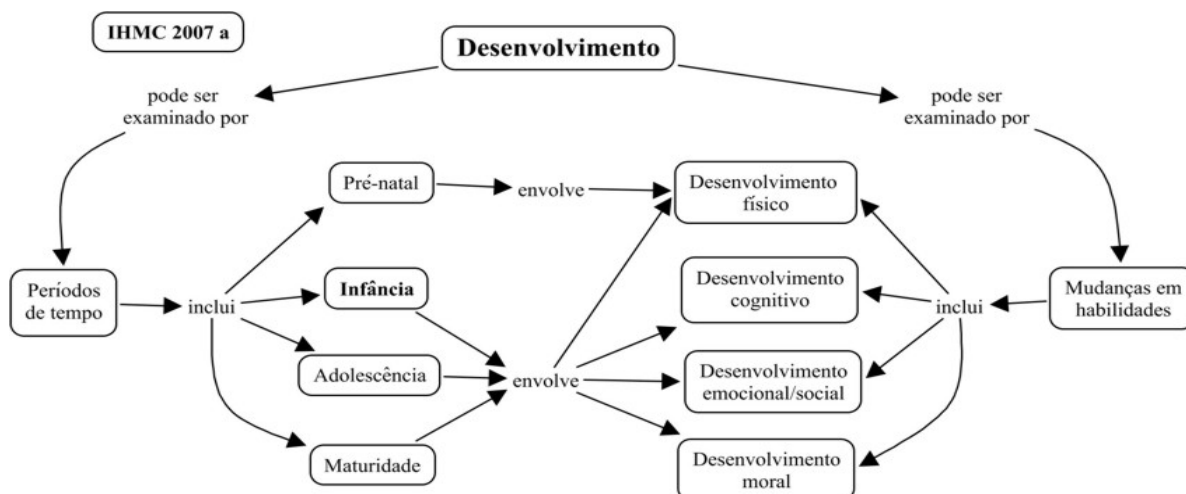 IHMC 2007 a
Desenvolvimento
pode ser
examinado por
pode ser
examinado por
Pré-natal
envolve
Desenvolvimento
físico
Períodos
de tempo
inclui
Infância
Desenvolvimento
cognitivo
inclui
Mudanças em
habilidades
Adolescência
envolve
Desenvolvimento
emocional/social
Maturidade
Desenvolvimento
moral